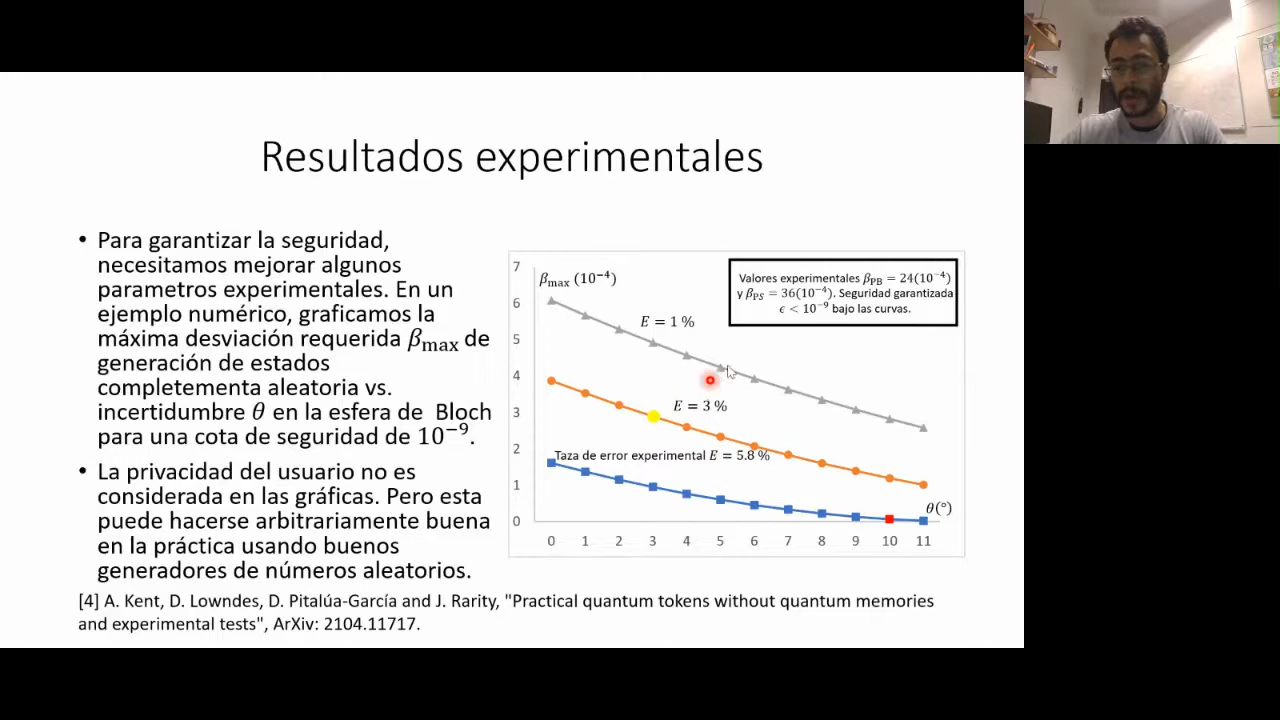 Resultados experimentales
• Para garantizar la seguridad,
necesitamos mejorar algunos
parametros experimentales. En un
ejemplo numérico, graficamos la
máxima desviación requerida βmax de
generación de estados
completamenta aleatoria vs.
incertidumbre θ en la esfera de Bloch
para una cota de seguridad de 10⁻⁹.
• La privacidad del usuario no es
considerada en las gráficas. Pero esta
puede hacerse arbitrariamente buena
en la práctica usando buenos
generadores de números aleatorios.
βmax (10⁻⁴)
Valores experimentales βPB = 24(10⁻⁴)
y βPS = 36(10⁻⁴). Seguridad garantizada
ϵ < 10⁻⁹ bajo las curvas.
E = 1 %
E = 3 %
Taza de error experimental E = 5.8 %
θ(°)
7
6
5
4
3
2
1
0
0 1 2 3 4 5 6 7 8 9 10 11
[4] A. Kent, D. Lowndes, D. Pitalúa-García and J. Rarity, "Practical quantum tokens without quantum memories
and experimental tests", ArXiv: 2104.11717.